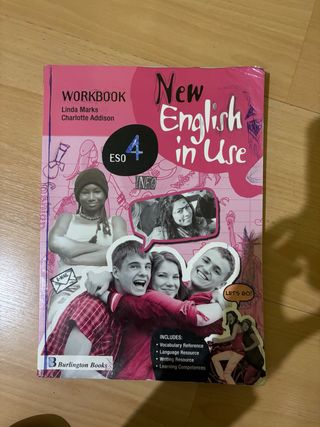 WORKBOOK
Linda Marks
Charlotte Addison
New
English
in Use
ESO 4
LET'S GO!
INCLUDES:
• Vocabulary Reference
• Language Resource
• Writing Resource
• Learning Competences
B Burlington Books